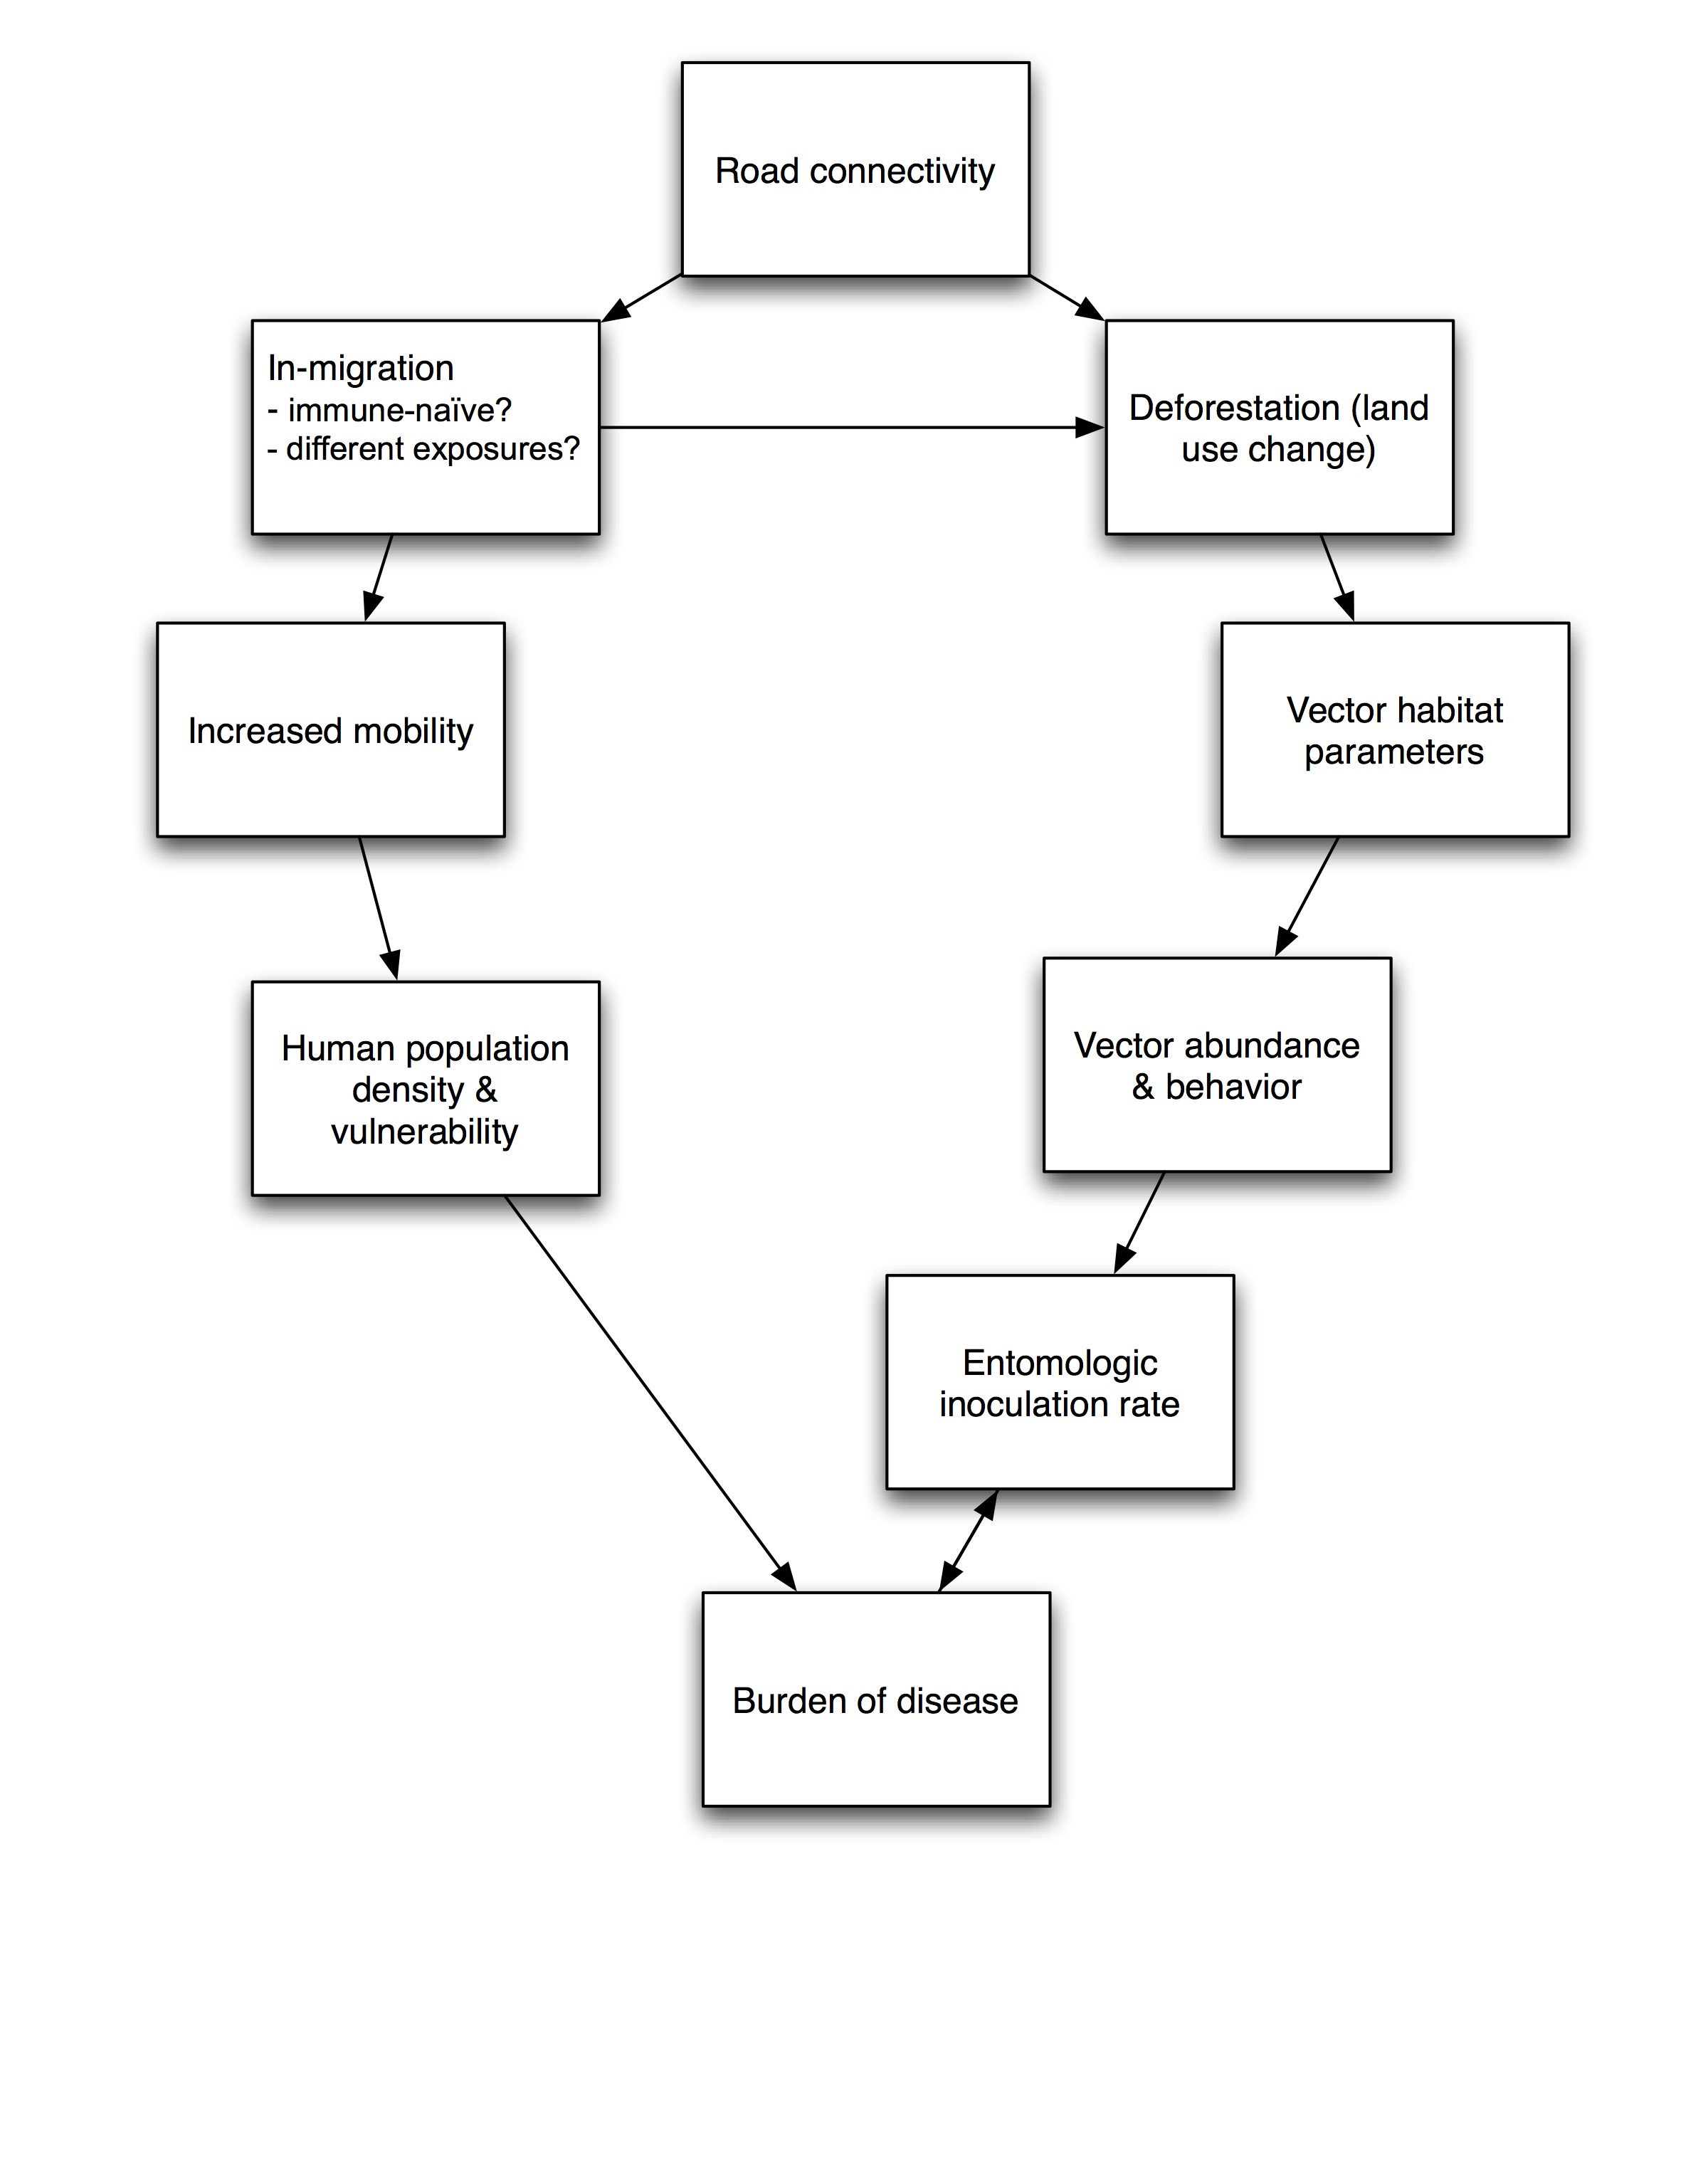 Road connectivity
In-migration
- immune-naïve?
- different exposures?
Deforestation (land
use change)
Increased mobility
Vector habitat
parameters
Human population
density &
vulnerability
Vector abundance
& behavior
Entomologic
inoculation rate
Burden of disease